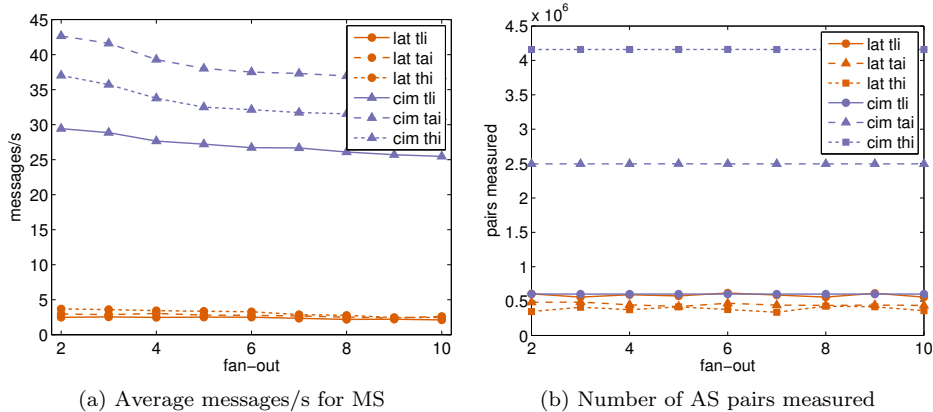 45
40
35
30
25
20
15
10
5
0
messages/s
2 4 6 8 10
fan−out
lat tli
lat tai
lat thi
cim tli
cim tai
cim thi
(a) Average messages/s for MS
x 10^6
4.5
4
3.5
3
2.5
2
1.5
1
0.5
0
pairs measured
2 4 6 8 10
fan−out
lat tli
lat tai
lat thi
cim tli
cim tai
cim thi
(b) Number of AS pairs measured